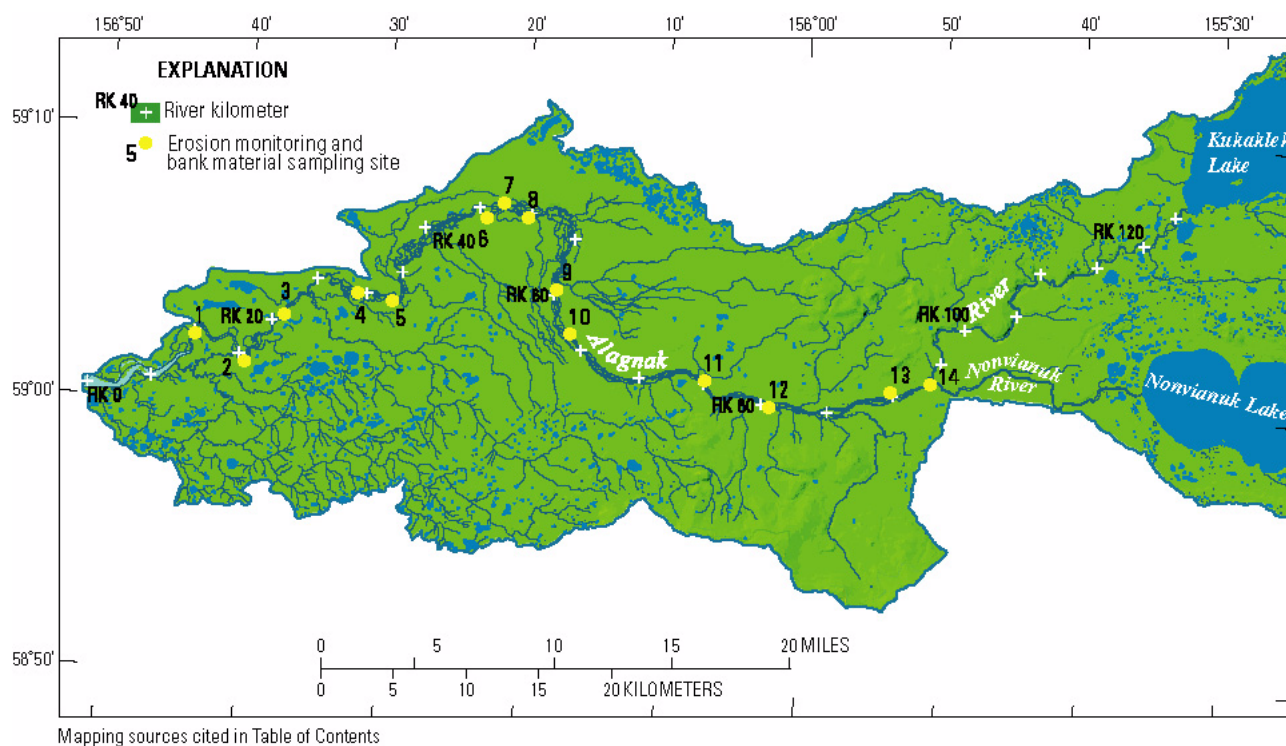 156°50' 40' 30' 20' 10' 156°00' 50' 40' 155°30'
EXPLANATION
RK 40 River kilometer
5 Erosion monitoring and
bank material sampling site
59°10'
59°00'
58°50'
Kukaklek
Lake
7
8
RK 40 6
RK 120
3
9
RK 60
1
RK 20
4
5
10
River
RK 100
2
Alagnak
11
Nonvianuk
River
13
14
Nonvianuk Lake
RK 0
RK 80
12
0 5 10 15 20 MILES
0 5 10 15 20 KILOMETERS
Mapping sources cited in Table of Contents